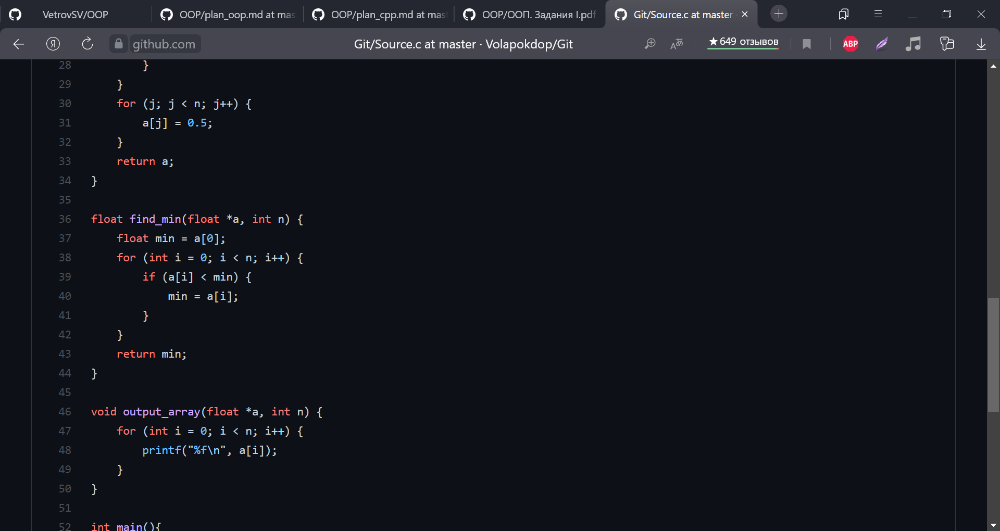 VetrovSV/OOP
OOP/plan_oop.md at mas
OOP/plan_cpp.md at mast
OOP/ООП. Задания I.pdf
Git/Source.c at master
github.com
Git/Source.c at master · Volapokdop/Git
★649 отзывов
ABP
28 }
29 }
30 for (j; j < n; j++) {
31 a[j] = 0.5;
32 }
33 return a;
34 }
35
36 float find_min(float *a, int n) {
37 float min = a[0];
38 for (int i = 0; i < n; i++) {
39 if (a[i] < min) {
40 min = a[i];
41 }
42 }
43 return min;
44 }
45
46 void output_array(float *a, int n) {
47 for (int i = 0; i < n; i++) {
48 printf("%f\n", a[i]);
49 }
50 }
51
52 int main(){